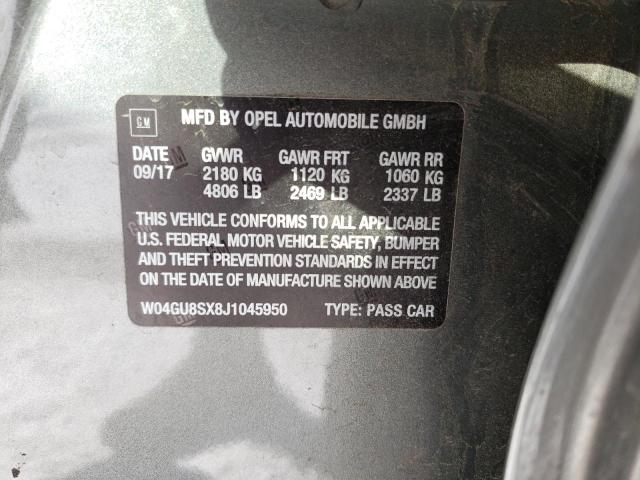 GM MFD BY OPEL AUTOMOBILE GMBH
DATE GVWR GAWR FRT GAWR RR
09/17 2180 KG 1120 KG 1060 KG
4806 LB 2469 LB 2337 LB
THIS VEHICLE CONFORMS TO ALL APPLICABLE
U.S. FEDERAL MOTOR VEHICLE SAFETY, BUMPER
AND THEFT PREVENTION STANDARDS IN EFFECT
ON THE DATE OF MANUFACTURE SHOWN ABOVE
W04GU8SX8J1045950 TYPE: PASS CAR